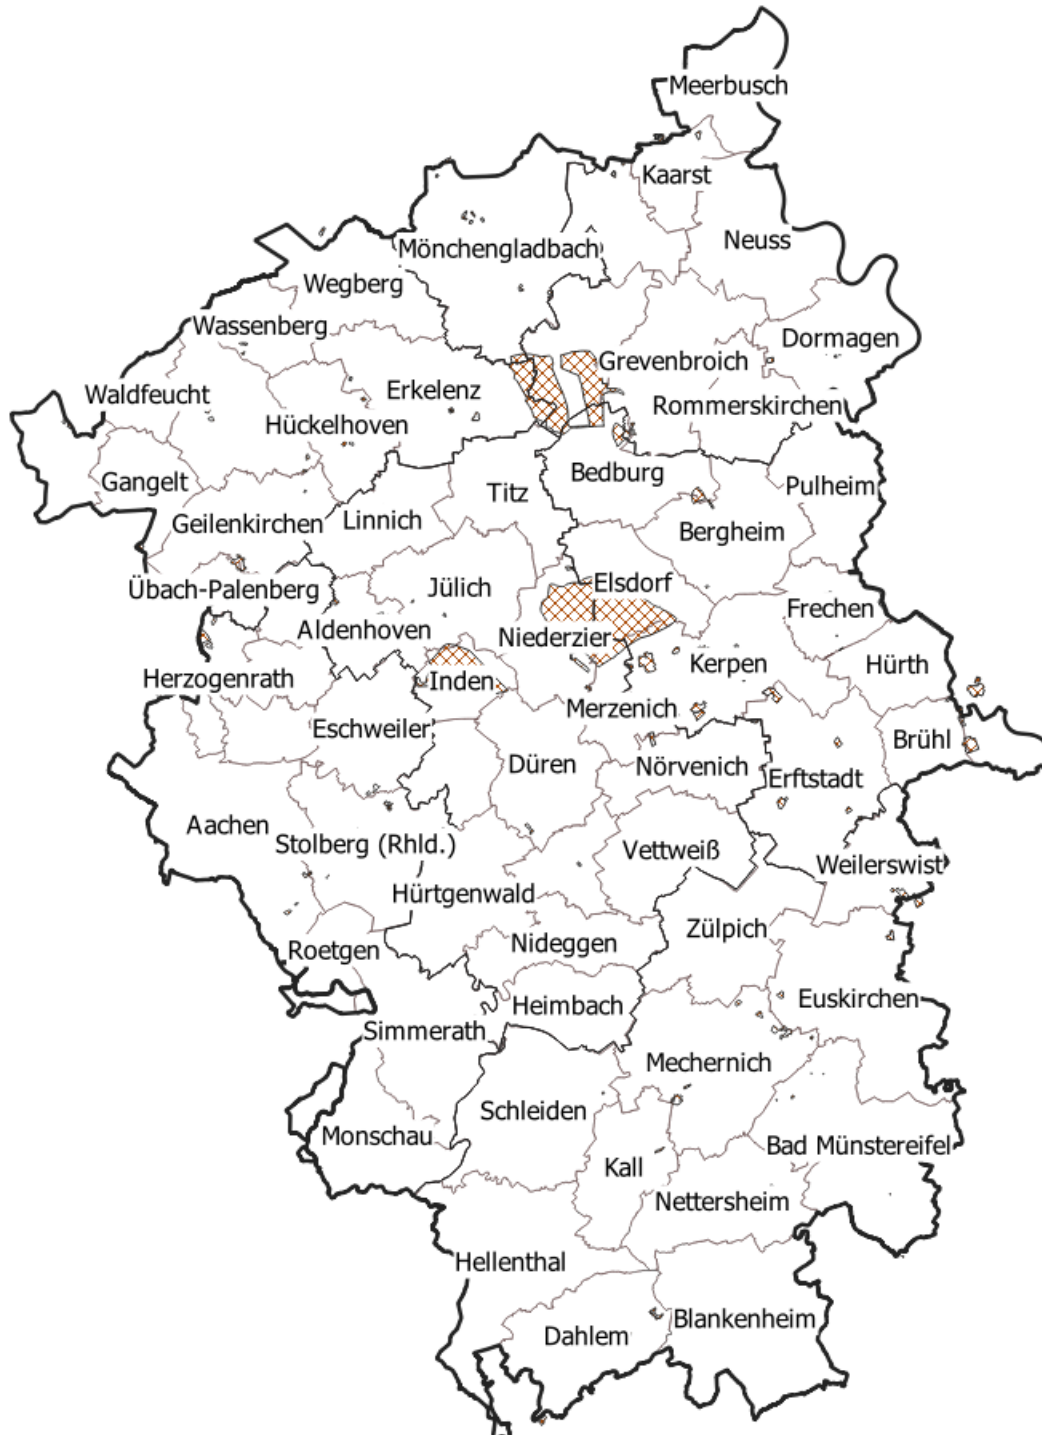 Meerbusch
Kaarst
Neuss
Mönchengladbach
Wegberg
Wassenberg
Dormagen
Grevenbroich
Waldfeucht
Erkelenz
Rommerskirchen
Hückelhoven
Bedburg
Gangelt
Titz
Pulheim
Geilenkirchen
Linnich
Bergheim
Übach-Palenberg
Jülich
Elsdorf
Frechen
Aldenhoven
Niederzier
Kerpen
Hürth
Herzogenrath
Inden
Merzenich
Eschweiler
Brühl
Düren
Nörvenich
Erftstadt
Aachen
Stolberg (Rhld.)
Vettweiß
Weilerswist
Hürtgenwald
Zülpich
Roetgen
Nideggen
Euskirchen
Heimbach
Simmerath
Mechernich
Schleiden
Monschau
Bad Münstereifel
Kall
Nettersheim
Hellenthal
Blankenheim
Dahlem